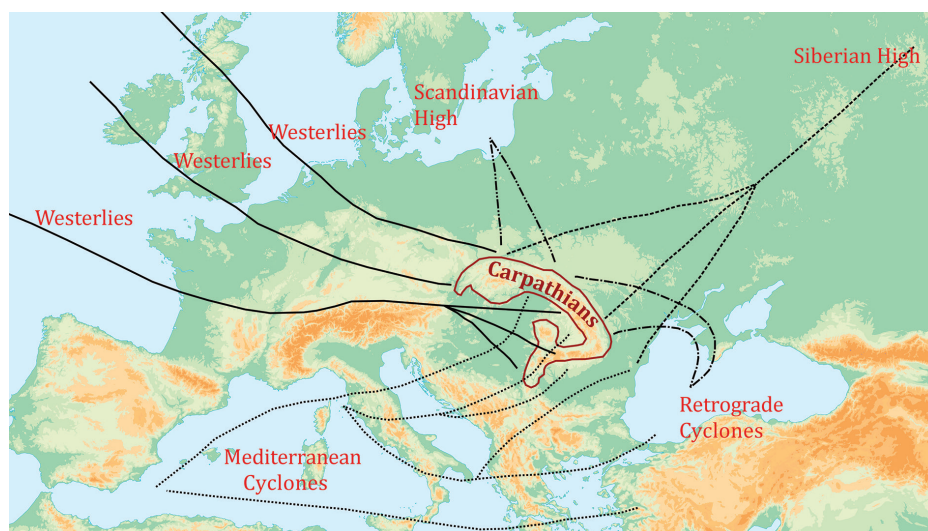 Siberian High
Scandinavian
High
Westerlies
Westerlies
Westerlies
Carpathians
Retrograde
Cyclones
Mediterranean
Cyclones